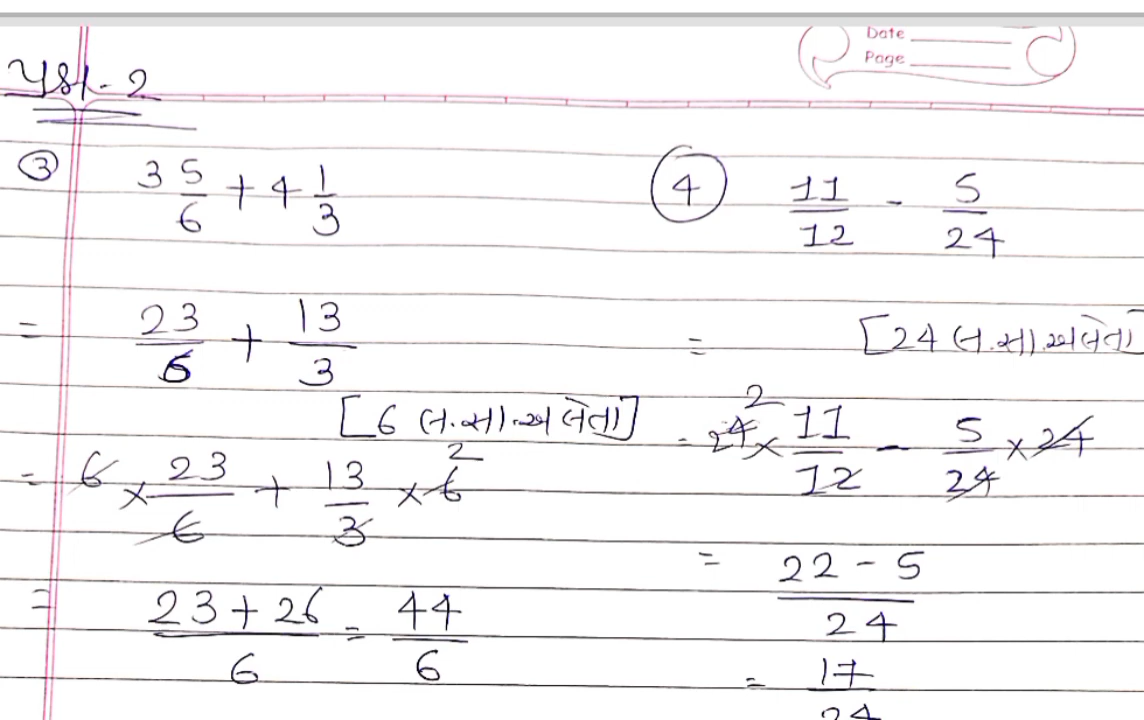 Date
Page
③ 3 5/6 + 4 1/3
= 23/6 + 13/3
[6 લ.સા.અ લેતા]
= 6 × 23/6 + 13/3 × 6 2
= 23 + 26/6 = 44/6
④ 11/12 - 5/24
= [24 લ.સા.અ લેતા]
= 24 2 × 11/12 - 5/24 × 24
= 22 - 5/24
= 17/24